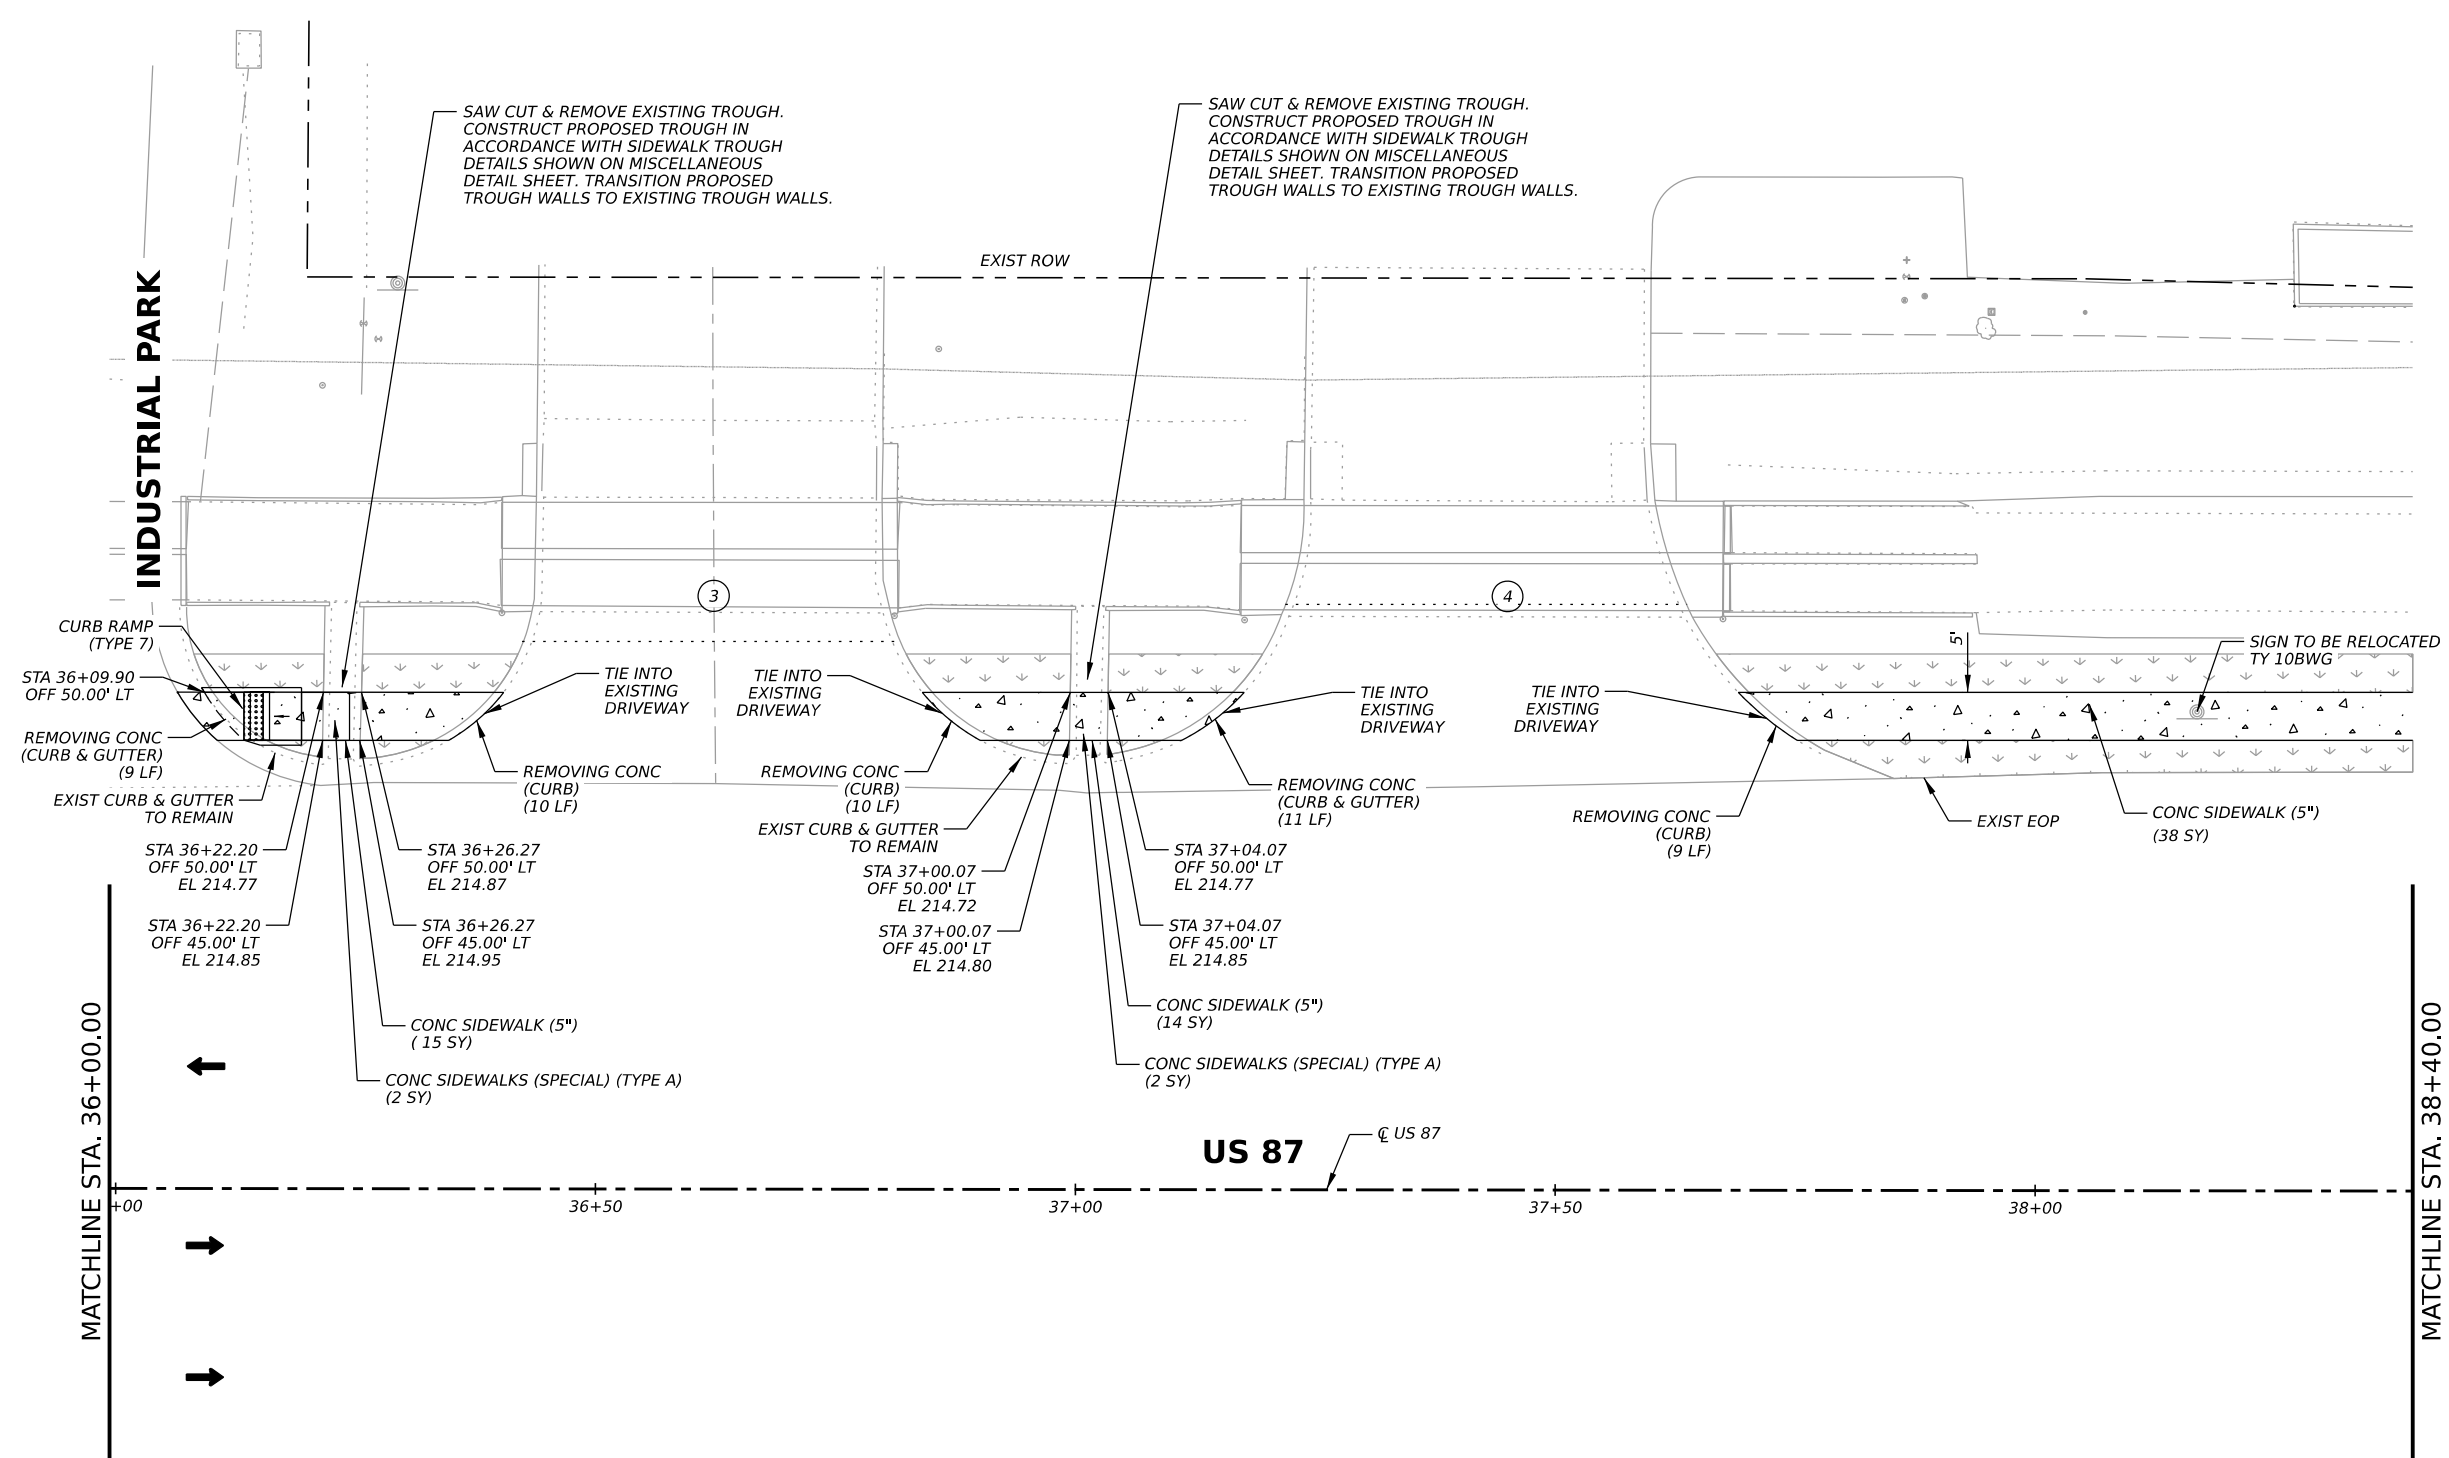 SAW CUT & REMOVE EXISTING TROUGH.
CONSTRUCT PROPOSED TROUGH IN
ACCORDANCE WITH SIDEWALK TROUGH
DETAILS SHOWN ON MISCELLANEOUS
DETAIL SHEET. TRANSITION PROPOSED
TROUGH WALLS TO EXISTING TROUGH WALLS.
SAW CUT & REMOVE EXISTING TROUGH.
CONSTRUCT PROPOSED TROUGH IN
ACCORDANCE WITH SIDEWALK TROUGH
DETAILS SHOWN ON MISCELLANEOUS
DETAIL SHEET. TRANSITION PROPOSED
TROUGH WALLS TO EXISTING TROUGH WALLS.
EXIST ROW
INDUSTRIAL PARK
3
4
CURB RAMP
(TYPE 7)
STA 36+09.90
OFF 50.00' LT
REMOVING CONC
(CURB & GUTTER)
(9 LF)
EXIST CURB & GUTTER
TO REMAIN
STA 36+22.20
OFF 50.00' LT
EL 214.77
STA 36+22.20
OFF 45.00' LT
EL 214.85
TIE INTO
EXISTING
DRIVEWAY
REMOVING CONC
(CURB)
(10 LF)
STA 36+26.27
OFF 50.00' LT
EL 214.87
STA 36+26.27
OFF 45.00' LT
EL 214.95
CONC SIDEWALK (5")
( 15 SY)
CONC SIDEWALKS (SPECIAL) (TYPE A)
(2 SY)
TIE INTO
EXISTING
DRIVEWAY
REMOVING CONC
(CURB)
(10 LF)
EXIST CURB & GUTTER
TO REMAIN
STA 37+00.07
OFF 50.00' LT
EL 214.72
STA 37+00.07
OFF 45.00' LT
EL 214.80
TIE INTO
EXISTING
DRIVEWAY
REMOVING CONC
(CURB & GUTTER)
(11 LF)
STA 37+04.07
OFF 50.00' LT
EL 214.77
STA 37+04.07
OFF 45.00' LT
EL 214.85
CONC SIDEWALK (5")
(14 SY)
CONC SIDEWALKS (SPECIAL) (TYPE A)
(2 SY)
TIE INTO
EXISTING
DRIVEWAY
REMOVING CONC
(CURB)
(9 LF)
5'
SIGN TO BE RELOCATED
TY 10BWG
EXIST EOP
CONC SIDEWALK (5")
(38 SY)
MATCHLINE STA. 36+00.00
MATCHLINE STA. 38+40.00
US 87
℄ US 87
+00
36+50
37+00
37+50
38+00